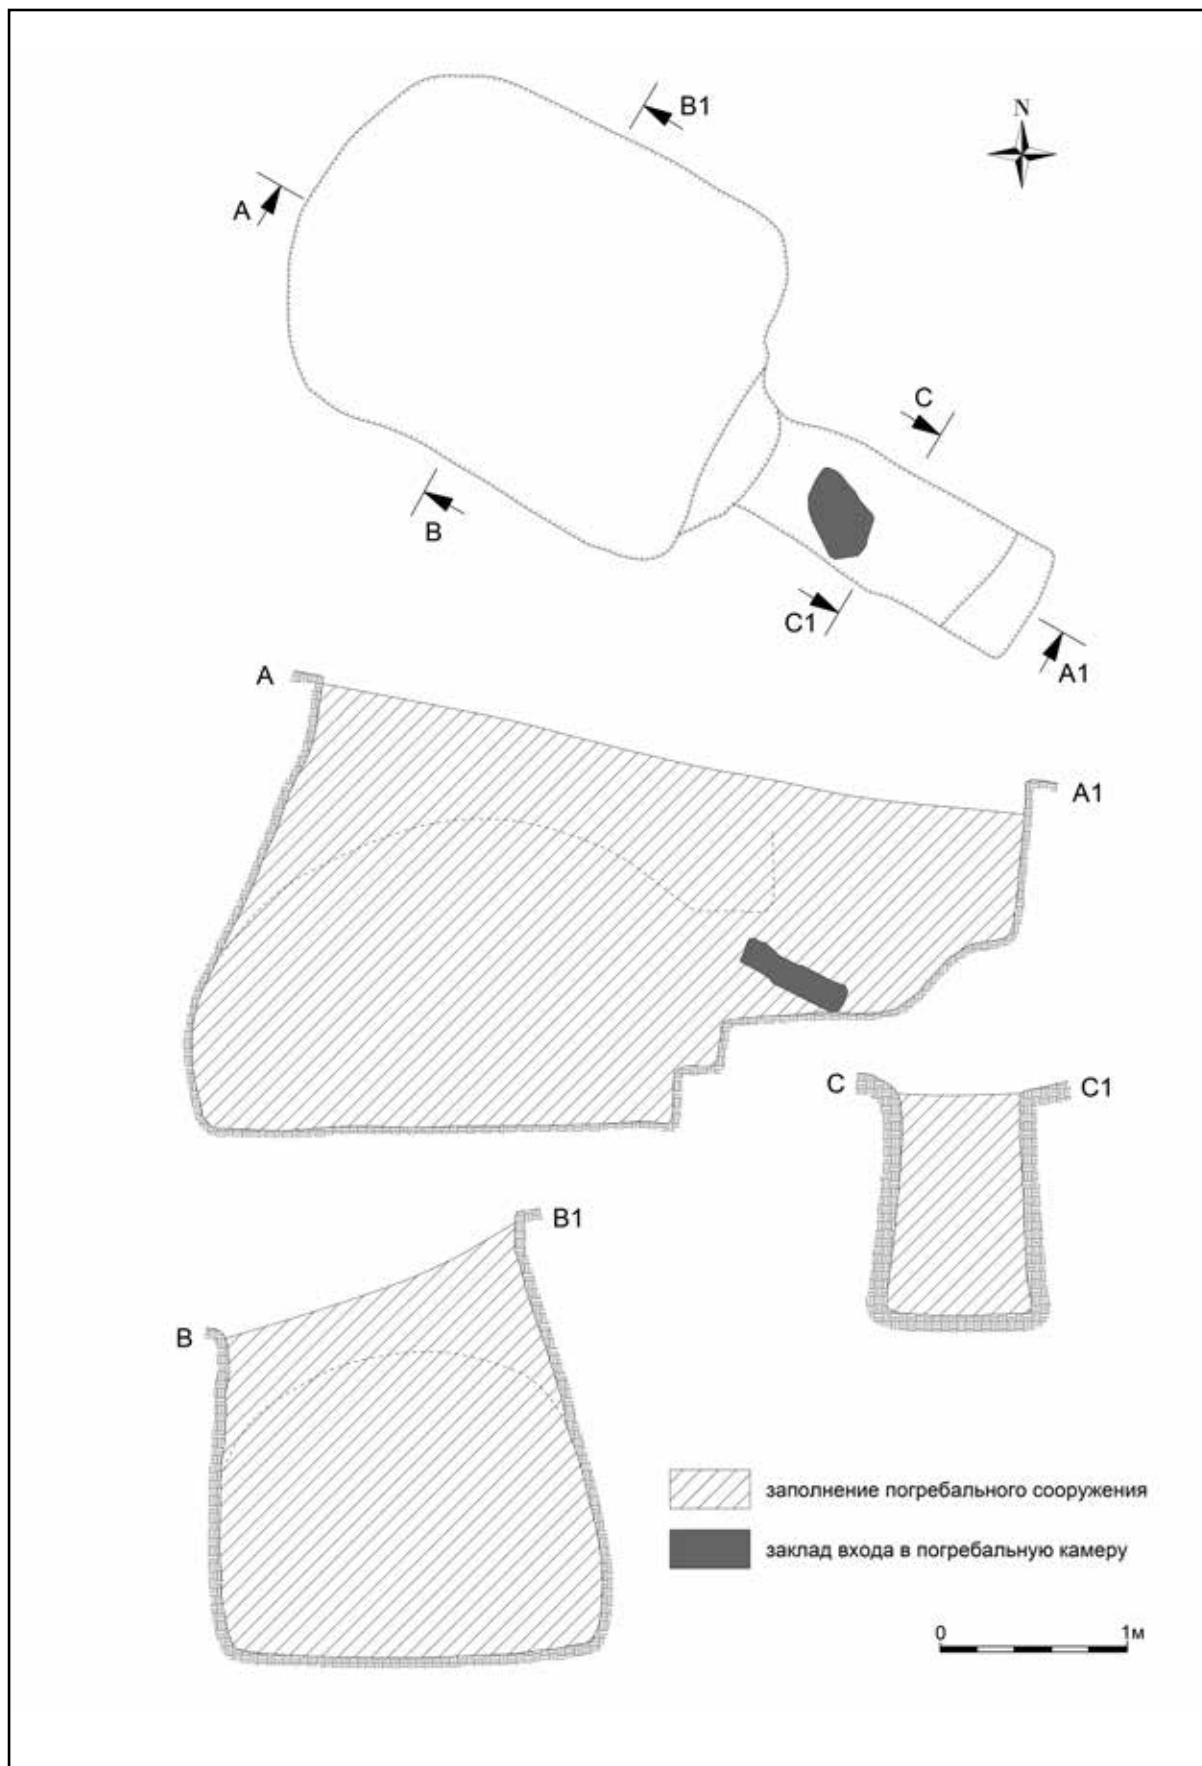 B1
N
A
C
B
C1
A1
A
A1
C
C1
B1
B
заполнение погребального сооружения
заклад входа в погребальную камеру
0 1м